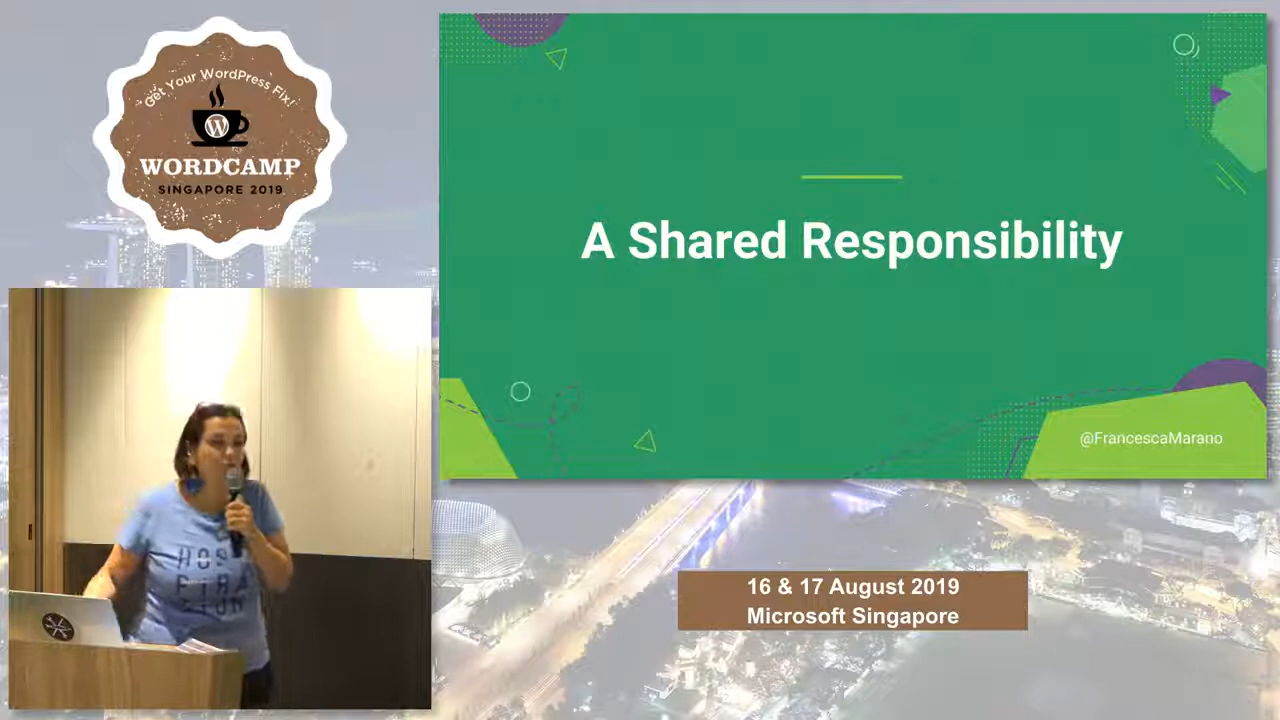 Get Your WordPress Fix!
WORDCAMP
SINGAPORE 2019
A Shared Responsibility
@FrancescaMarano
16 & 17 August 2019
Microsoft Singapore